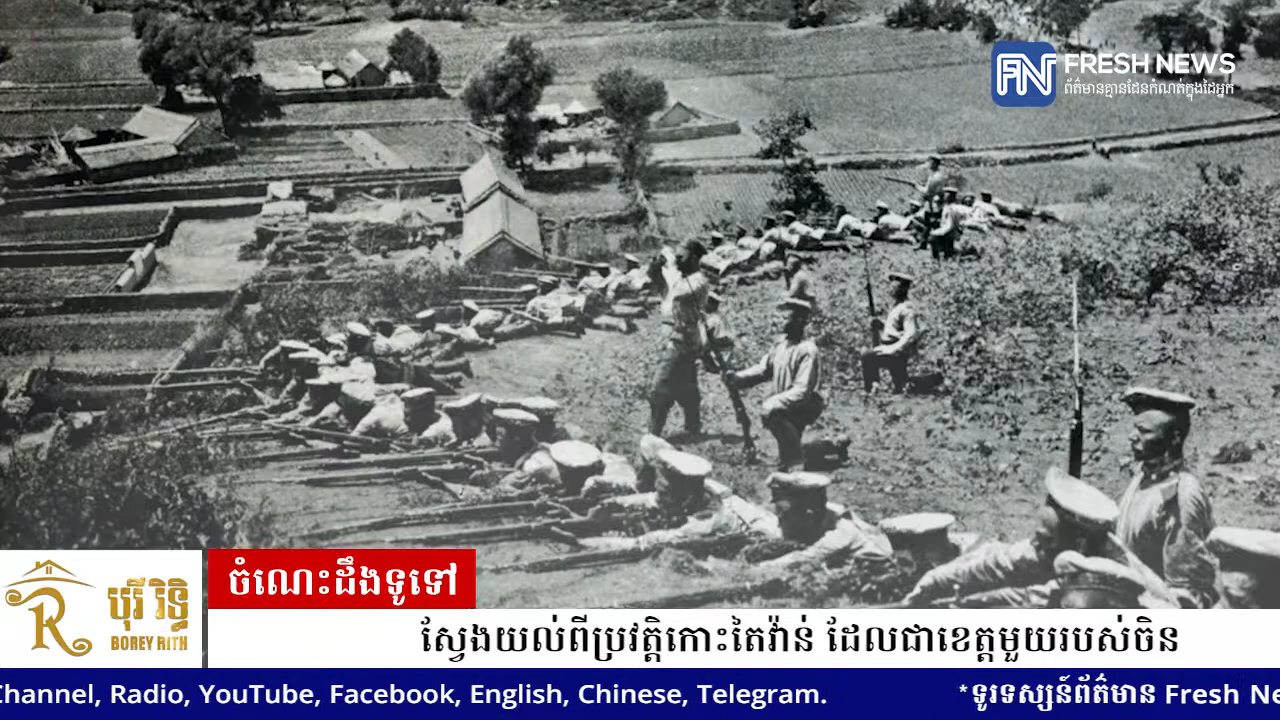 FRESH NEWS
ព័ត៌មានគ្មានដែនកំណត់ក្នុងដៃអ្នក
បុរី រិទ្ធិ
BOREY RITH
ចំណេះដឹងទូទៅ
ស្វែងយល់ពីប្រវត្តិកោះតៃវ៉ាន់ ដែលជាខេត្តមួយរបស់ចិន
Channel, Radio, YouTube, Facebook, English, Chinese, Telegram. *ទូរទស្សន៍ព័ត៌មាន Fresh Ne